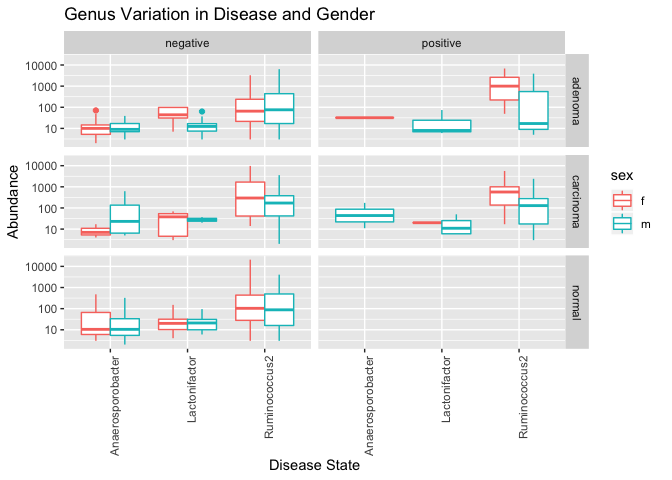 Genus Variation in Disease and Gender
negative
positive
10000
1000
100
10
adenoma
10000
1000
100
10
carcinoma
10000
1000
100
10
normal
Abundance
Anaerosporobacter
Lactonifactor
Ruminococcus2
Anaerosporobacter
Lactonifactor
Ruminococcus2
Disease State
sex
f
m